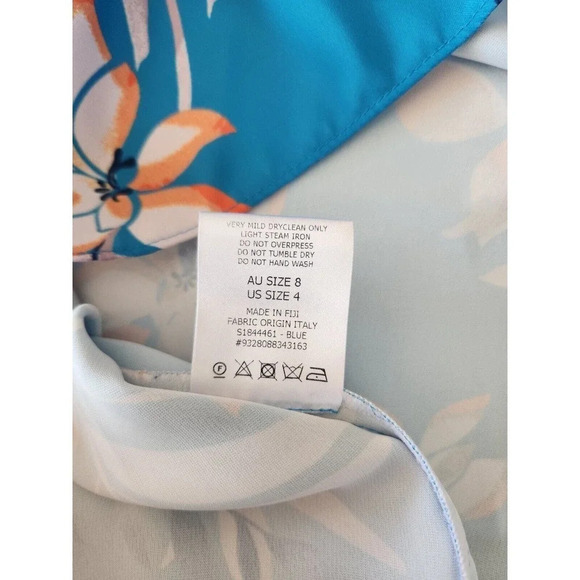 VERY MILD DRYCLEAN ONLY
LIGHT STEAM IRON
DO NOT OVERPRESS
DO NOT TUMBLE DRY
DO NOT HAND WASH
AU SIZE 8
US SIZE 4
MADE IN FIJI
FABRIC ORIGIN ITALY
S1844461 - BLUE
#9328088343163
F